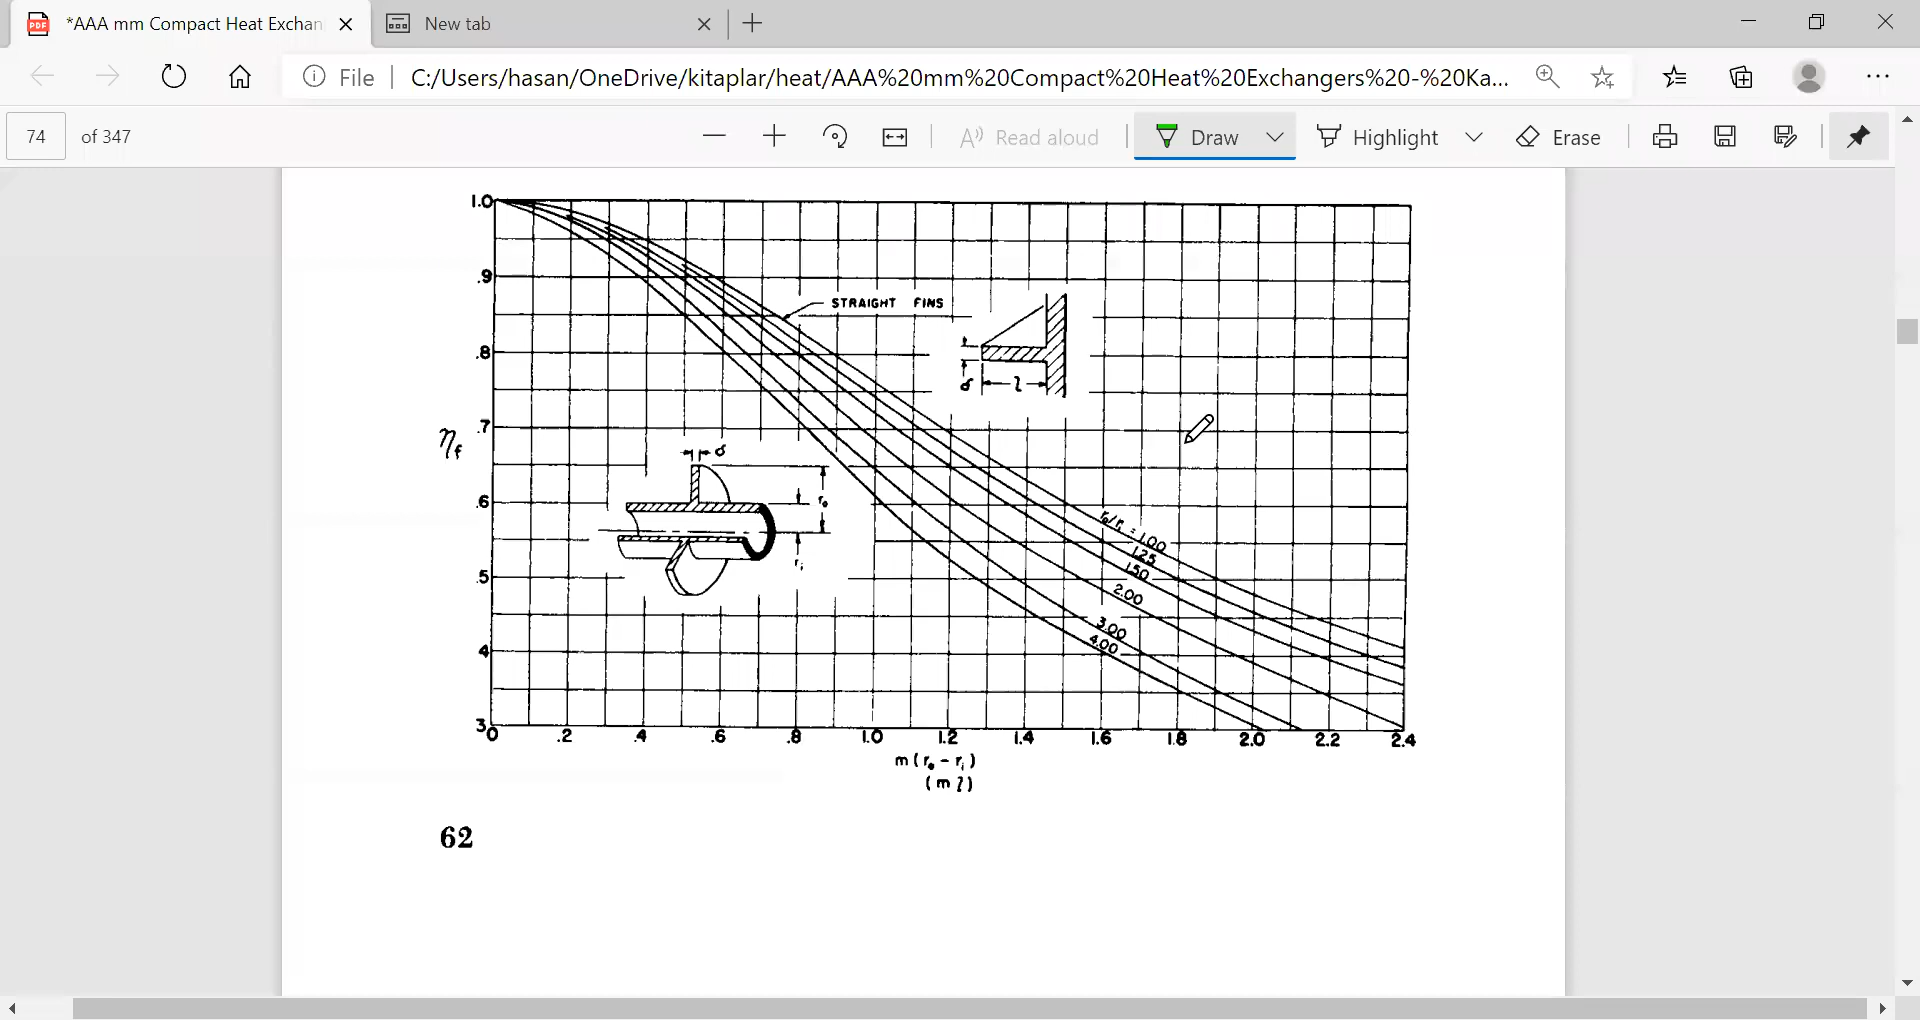 *AAA mm Compact Heat Exchan
New tab
File
C:/Users/hasan/OneDrive/kitaplar/heat/AAA%20mm%20Compact%20Heat%20Exchangers%20-%20Ka...
74 of 347
Read aloud
Draw
Highlight
Erase
1.0
.9
.8
.7
.6
.5
.4
.3
ηf
STRAIGHT FINS
δ
l
δ
ro
ri
ro/ri = 1.00
1.25
1.50
2.00
3.00
4.00
0 .2 .4 .6 .8 1.0 1.2 1.4 1.6 1.8 2.0 2.2 2.4
m (ro - ri)
(m l)
62